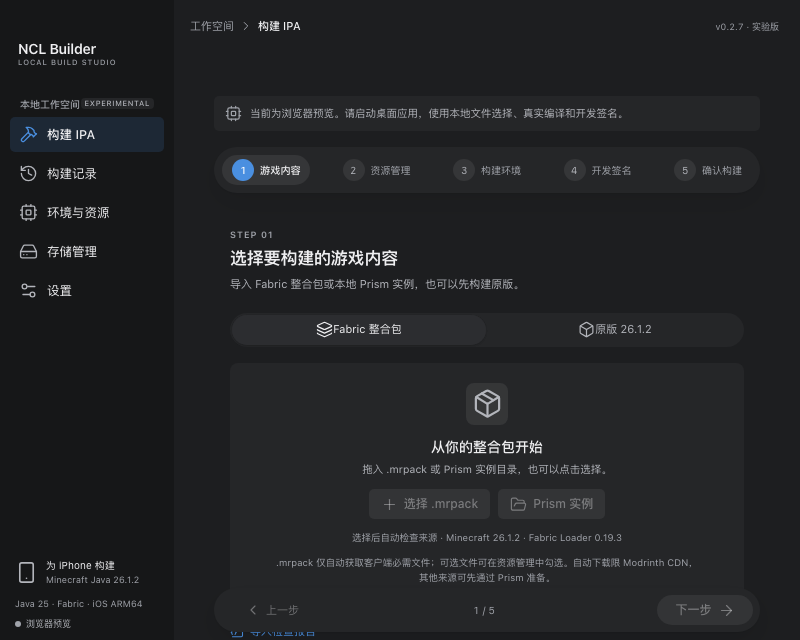 NCL Builder
LOCAL BUILD STUDIO
本地工作空间 EXPERIMENTAL
构建 IPA
构建记录
环境与资源
存储管理
设置
为 iPhone 构建
Minecraft Java 26.1.2
Java 25 · Fabric · iOS ARM64
浏览器预览
工作空间 > 构建 IPA
v0.2.7 · 实验版
当前为浏览器预览。请启动桌面应用，使用本地文件选择、真实编译和开发签名。
1 游戏内容
2 资源管理
3 构建环境
4 开发签名
5 确认构建
STEP 01
选择要构建的游戏内容
导入 Fabric 整合包或本地 Prism 实例，也可以先构建原版。
Fabric 整合包
原版 26.1.2
从你的整合包开始
拖入 .mrpack 或 Prism 实例目录，也可以点击选择。
选择 .mrpack
Prism 实例
选择后自动检查来源 · Minecraft 26.1.2 · Fabric Loader 0.19.3
.mrpack 仅自动获取客户端必需文件；可选文件可在资源管理中勾选。自动下载限 Modrinth CDN，
其他来源可先通过 Prism 准备。
上一步
1 / 5
下一步
导入检查报告